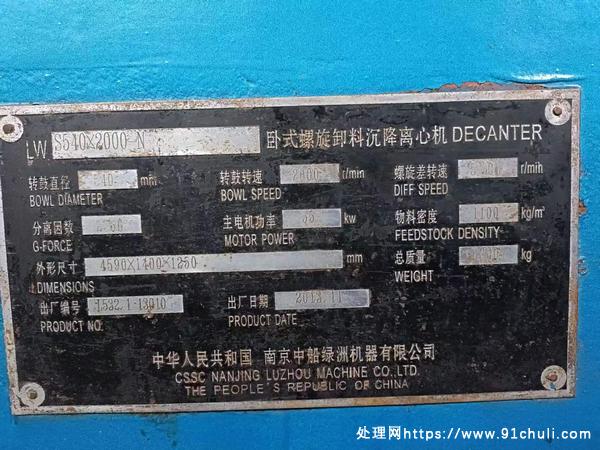 LW S540×2000-N 卧式螺旋卸料沉降离心机 DECANTER
转鼓直径 mm 转鼓转速 2800 r/min 螺旋差转速 r/min
BOWL DIAMETER BOWL SPEED DIFF SPEED
分离因数 主电机功率 55 kw 物料密度 1100 kg/m³
G-FORCE MOTOR POWER FEEDSTOCK DENSITY
外形尺寸 4590×1400×1250 mm 总质量 kg
DIMENSIONS WEIGHT
出厂编号 1532.1-13010 出厂日期 2013.11
PRODUCT NO. PRODUCT DATE
中华人民共和国 南京中船绿洲机器有限公司
CSSC NANJING LUZHOU MACHINE CO.,LTD.
THE PEOPLE'S REPUBLIC OF CHINA
处理网https://www.91chuli.com/